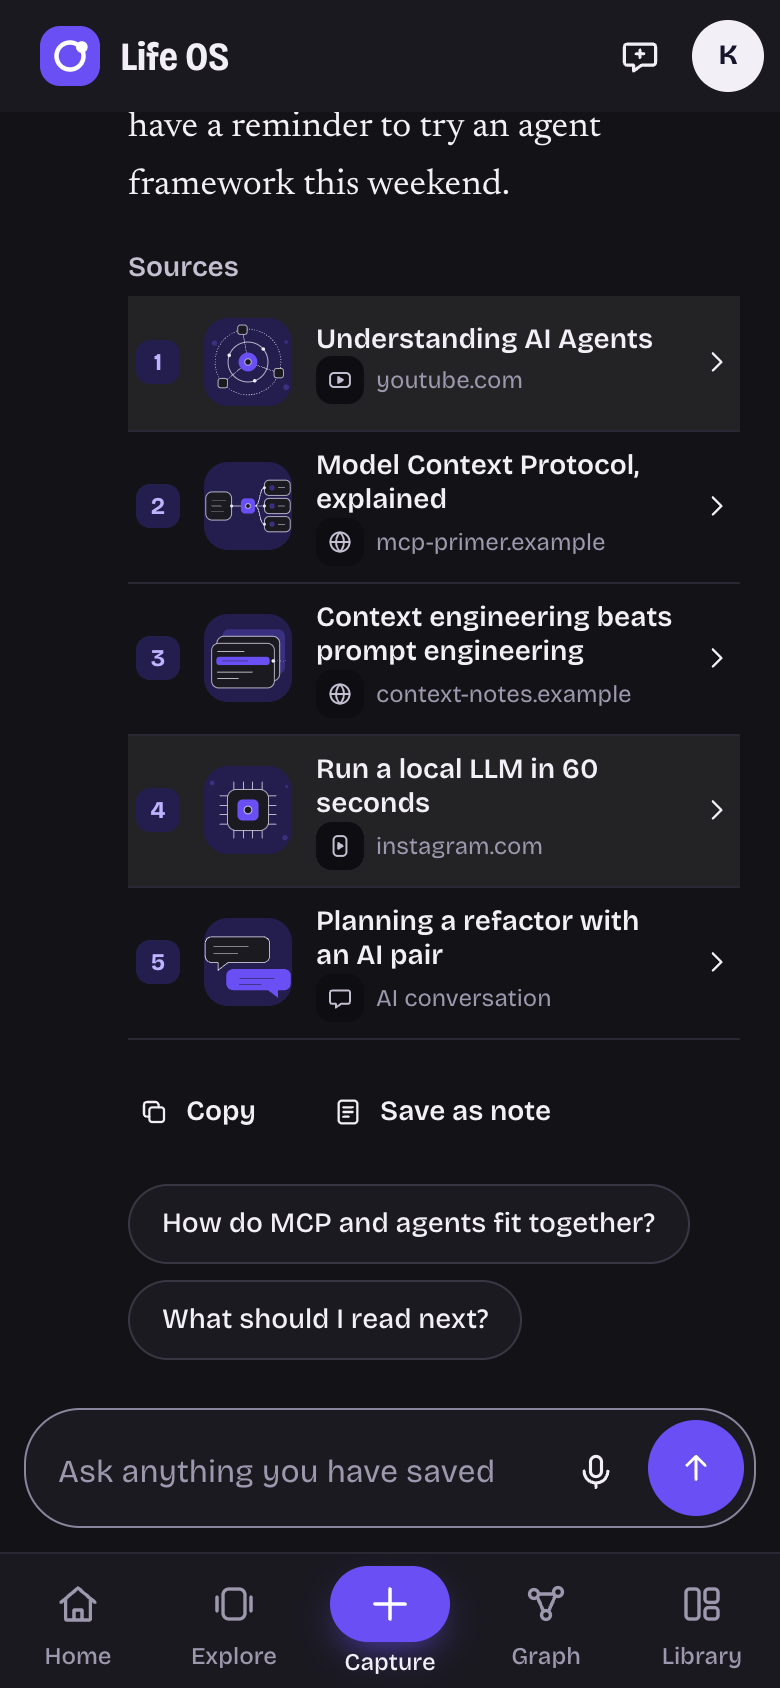 Life OS
K
have a reminder to try an agent
framework this weekend.
Sources
1
Understanding AI Agents
youtube.com
2
Model Context Protocol,
explained
mcp-primer.example
3
Context engineering beats
prompt engineering
context-notes.example
4
Run a local LLM in 60
seconds
instagram.com
5
Planning a refactor with
an AI pair
AI conversation
Copy
Save as note
How do MCP and agents fit together?
What should I read next?
Ask anything you have saved
Home
Explore
Capture
Graph
Library